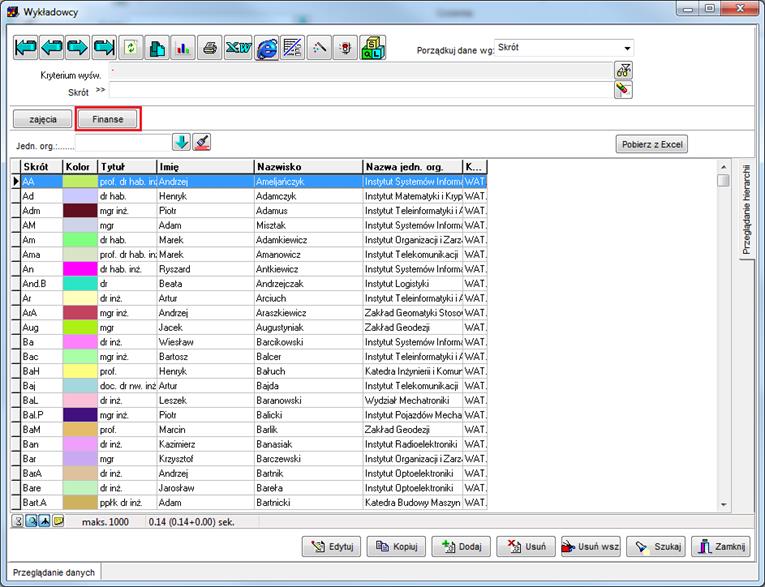 Wykładowcy
Porządkuj dane wg: Skrót
Kryterium wyśw.
Skrót >>
zajęcia Finanse
Jedn. org.:...... Pobierz z Excel
Skrót Kolor Tytuł Imię Nazwisko Nazwa jedn. org. K...
AA prof. dr hab. inż Andrzej Ameljańczyk Instytut Systemów Informa WAT.
Ad dr hab. Henryk Adamczyk Instytut Matematyki i Kryp WAT.
Adm mgr inż. Piotr Adamus Instytut Teleinformatyki i A WAT.
AM mgr Adam Misztak Instytut Systemów Informa WAT.
Am dr hab. Marek Adamkiewicz Instytut Organizacji i Zarza WAT.
Ama prof. dr hab. inż Marek Amanowicz Instytut Telekomunikacji WAT.
An dr hab. inż. Ryszard Antkiewicz Instytut Systemów Informa WAT.
And.B dr Beata Andrzejczak Instytut Logistyki WAT.
Ar dr inż. Artur Arciuch Instytut Teleinformatyki i A WAT.
ArA mgr inż. Andrzej Araszkiewicz Zakład Geomatyki Stosow WAT.
Aug mgr Jacek Augustyniak Zakład Geodezji WAT.
Ba dr inż. Wiesław Barcikowski Instytut Systemów Informa WAT.
Bac mgr inż. Bartosz Balcer Instytut Teleinformatyki i A WAT.
BaH prof. Henryk Bałuch Katedra Inżynierii i Komun WAT.
Baj doc. dr nw. inż Artur Bajda Instytut Telekomunikacji WAT.
BaL dr inż. Leszek Baranowski Wydział Mechatroniki WAT.
Bal.P mgr inż. Piotr Balicki Instytut Pojazdów Mecha WAT.
BaM prof. Marcin Barlik Zakład Geodezji WAT.
Ban dr inż. Kazimierz Banasiak Instytut Radioelektroniki WAT.
Bar mgr Krzysztof Barczewski Instytut Organizacji i Zarza WAT.
BarA dr inż. Andrzej Bartnik Instytut Optoelektroniki WAT.
Bare dr inż. Jarosław Bareła Instytut Optoelektroniki WAT.
Bart.A ppłk dr inż. Adam Bartnicki Katedra Budowy Maszyn WAT.
Przeglądanie hierarchii
maks. 1000 0.14 (0.14+0.00) sek.
Edytuj Kopiuj Dodaj Usuń Usuń wsz Szukaj Zamknij
Przeglądanie danych